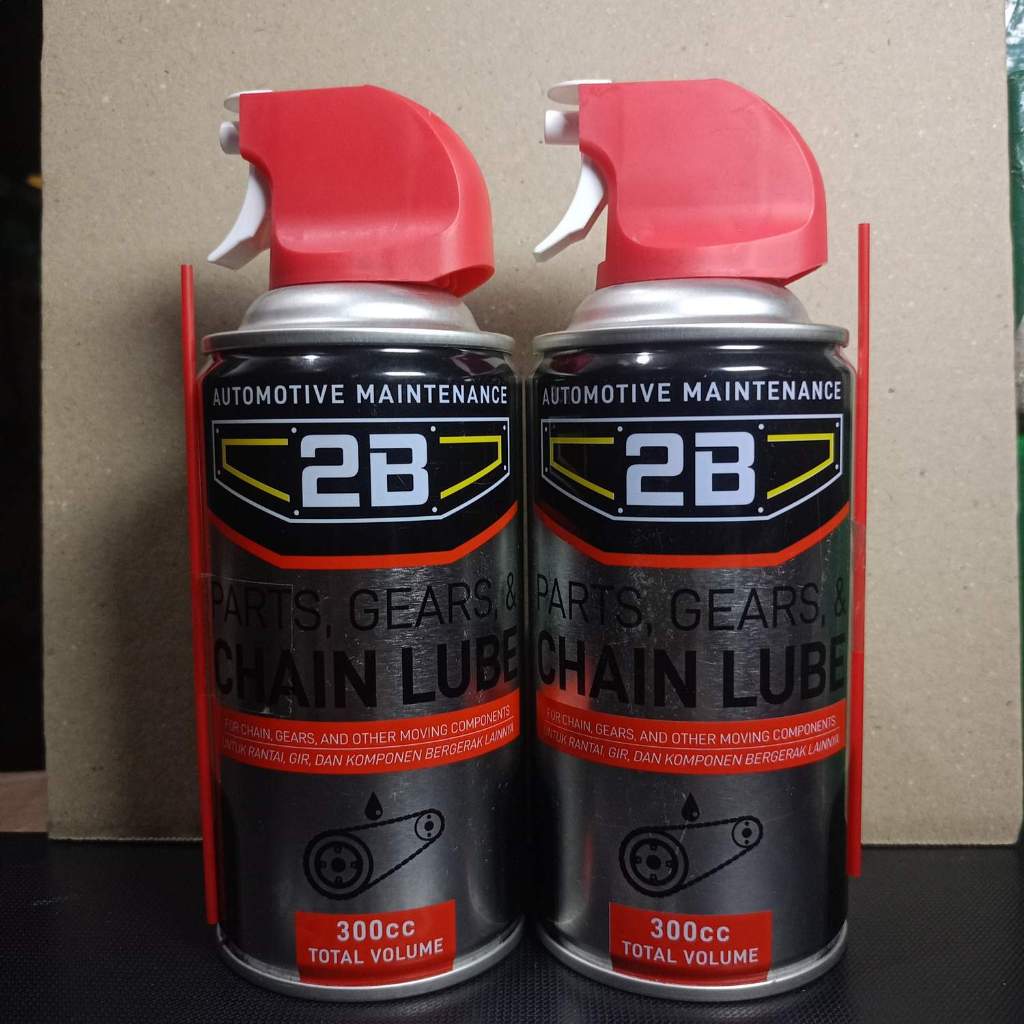 AUTOMOTIVE MAINTENANCE
2B
PARTS, GEARS, &
CHAIN LUBE
FOR CHAIN, GEARS, AND OTHER MOVING COMPONENTS
UNTUK RANTAI, GIR, DAN KOMPONEN BERGERAK LAINNYA
300cc
TOTAL VOLUME
AUTOMOTIVE MAINTENANCE
2B
PARTS, GEARS, &
CHAIN LUBE
FOR CHAIN, GEARS, AND OTHER MOVING COMPONENTS
UNTUK RANTAI, GIR, DAN KOMPONEN BERGERAK LAINNYA
300cc
TOTAL VOLUME